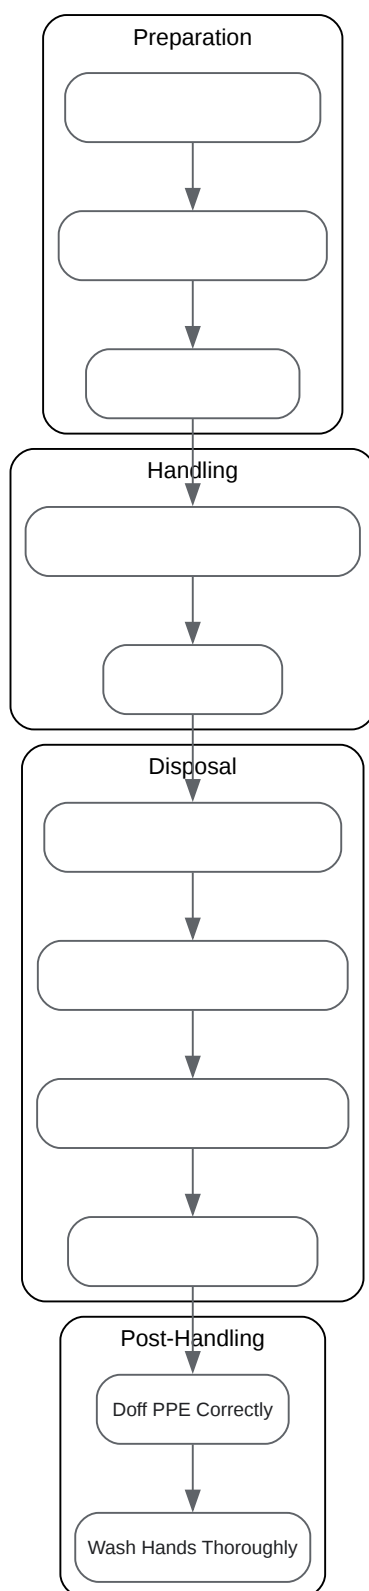 Preparation
Handling
Disposal
Post-Handling
Doff PPE Correctly
Wash Hands Thoroughly